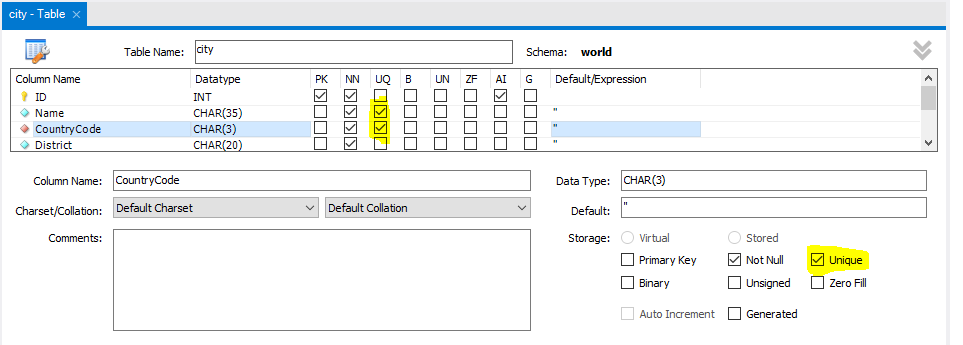 city - Table ×
Table Name: city Schema: world
Column Name Datatype PK NN UQ B UN ZF AI G Default/Expression
ID INT
Name CHAR(35) ''
CountryCode CHAR(3) ''
District CHAR(20) ''
Column Name: CountryCode Data Type: CHAR(3)
Charset/Collation: Default Charset Default Collation Default: ''
Comments: Storage: Virtual Stored
Primary Key Not Null Unique
Binary Unsigned Zero Fill
Auto Increment Generated